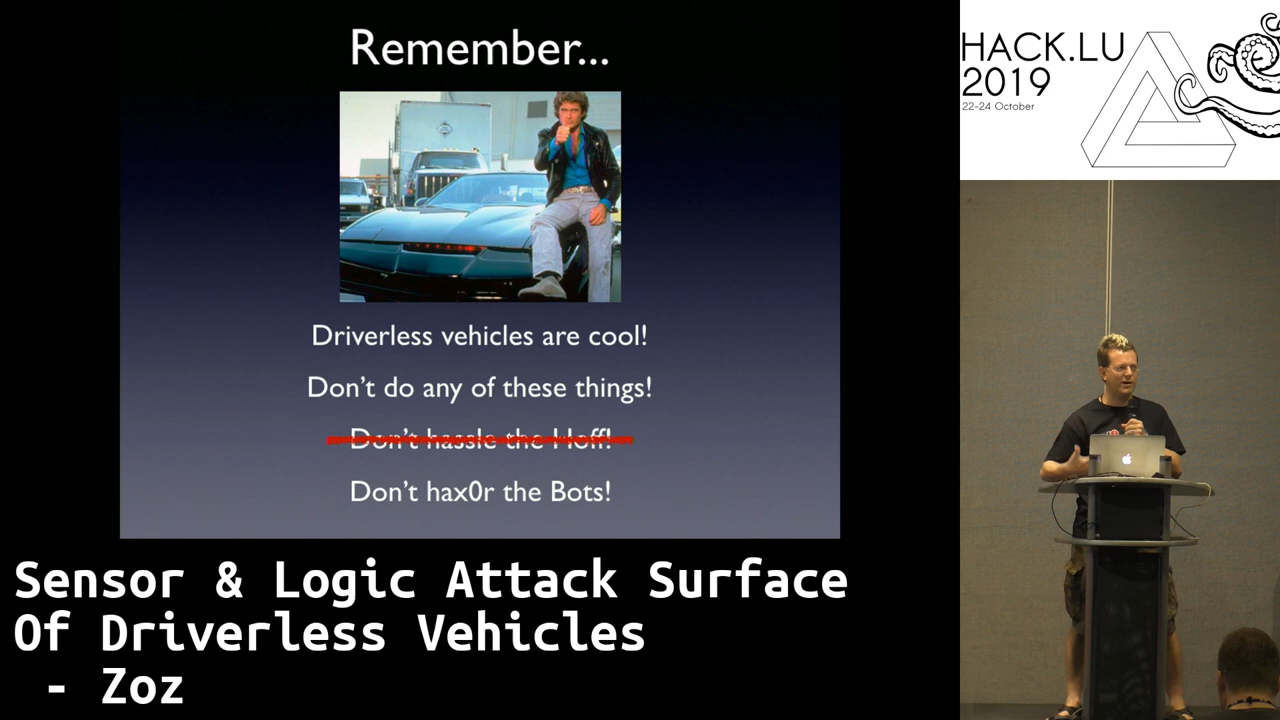 Remember...
Driverless vehicles are cool!
Don't do any of these things!
Don't hassle the Hoff!
Don't hax0r the Bots!
HACK.LU
2019
22-24 October
Sensor & Logic Attack Surface
Of Driverless Vehicles
- Zoz